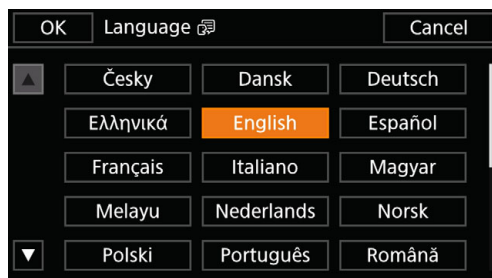 OK Language Cancel
Česky Dansk Deutsch
Ελληνικά English Español
Français Italiano Magyar
Melayu Nederlands Norsk
Polski Português Română